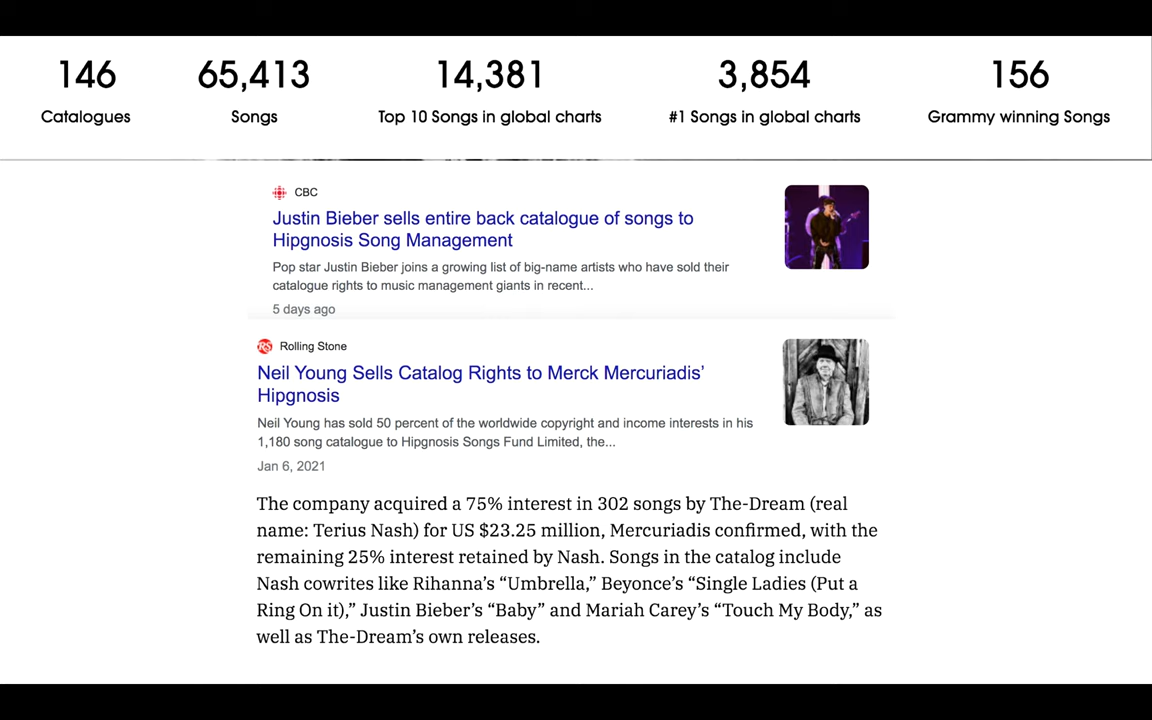 146 65,413 14,381 3,854 156
Catalogues Songs Top 10 Songs in global charts #1 Songs in global charts Grammy winning Songs
CBC
Justin Bieber sells entire back catalogue of songs to
Hipgnosis Song Management
Pop star Justin Bieber joins a growing list of big-name artists who have sold their
catalogue rights to music management giants in recent...
5 days ago
RS Rolling Stone
Neil Young Sells Catalog Rights to Merck Mercuriadis’
Hipgnosis
Neil Young has sold 50 percent of the worldwide copyright and income interests in his
1,180 song catalogue to Hipgnosis Songs Fund Limited, the...
Jan 6, 2021
The company acquired a 75% interest in 302 songs by The-Dream (real
name: Terius Nash) for US $23.25 million, Mercuriadis confirmed, with the
remaining 25% interest retained by Nash. Songs in the catalog include
Nash cowrites like Rihanna’s “Umbrella,” Beyonce’s “Single Ladies (Put a
Ring On it),” Justin Bieber’s “Baby” and Mariah Carey’s “Touch My Body,” as
well as The-Dream’s own releases.